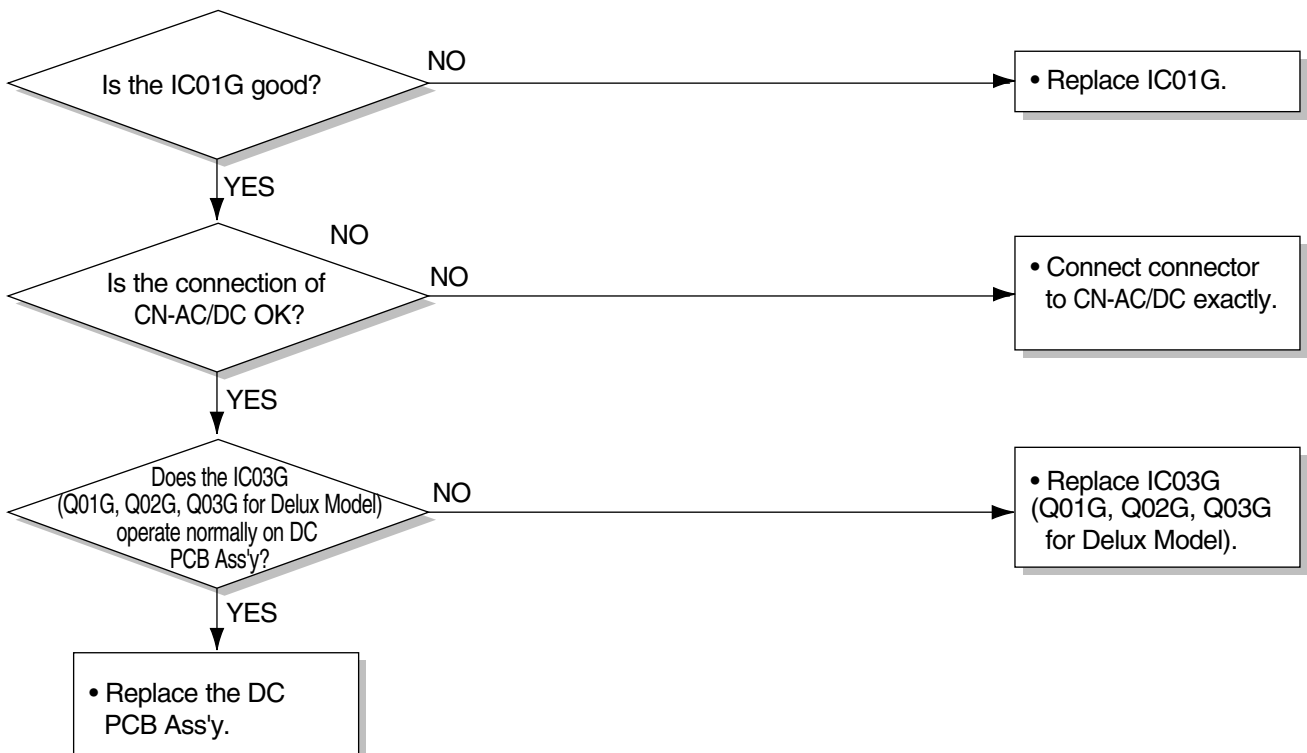 Is the IC01G good?
NO
• Replace IC01G.
YES
NO
Is the connection of
CN-AC/DC OK?
NO
• Connect connector
to CN-AC/DC exactly.
YES
Does the IC03G
(Q01G, Q02G, Q03G for Delux Model)
operate normally on DC
PCB Ass'y?
NO
• Replace IC03G
(Q01G, Q02G, Q03G
for Delux Model).
YES
• Replace the DC
PCB Ass'y.